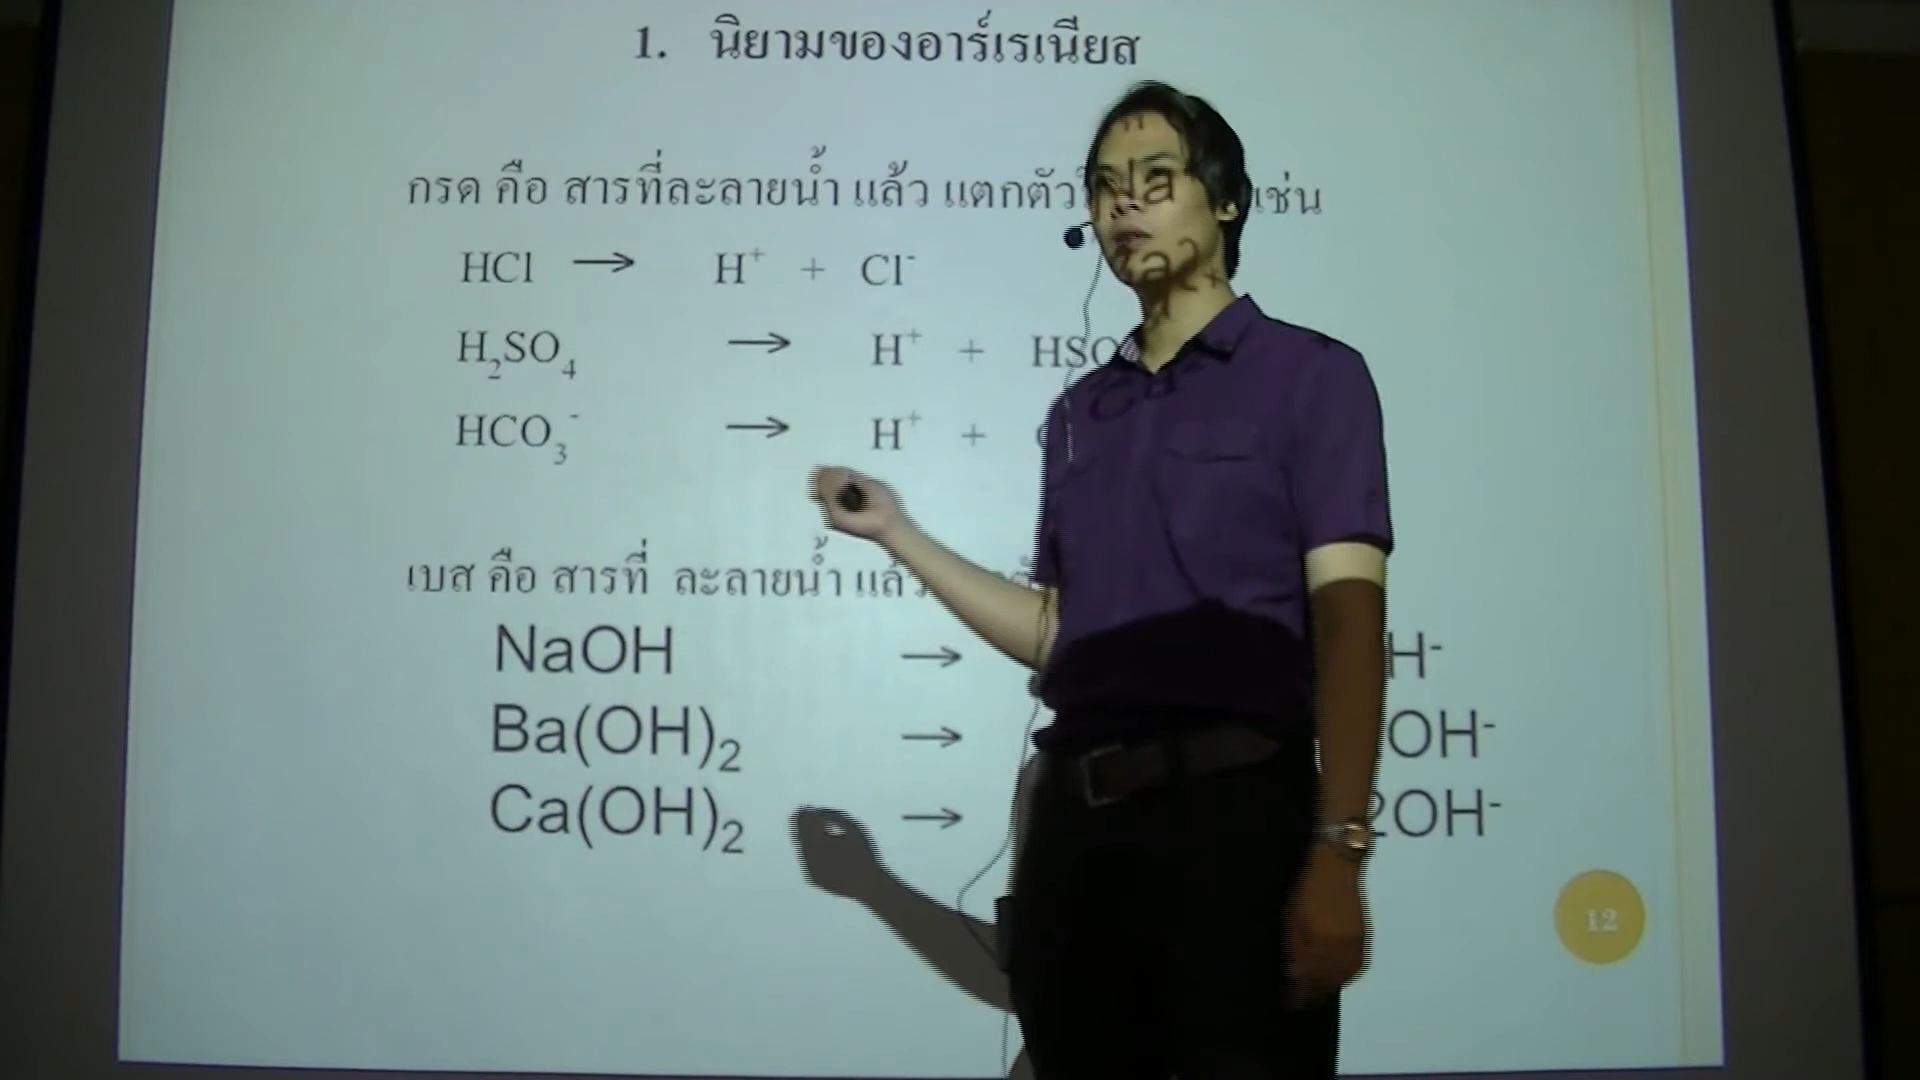 1. นิยามของอาร์เรเนียส
กรด คือ สารที่ละลายน้ำ แล้ว แตกตัว เช่น
HCl → H⁺ + Cl⁻
H₂SO₄ → H⁺ + HSO
HCO₃⁻ → H⁺ +
เบส คือ สารที่ ละลายน้ำ แล้ว
NaOH → H⁻
Ba(OH)₂ → OH⁻
Ca(OH)₂ → 2OH⁻
12